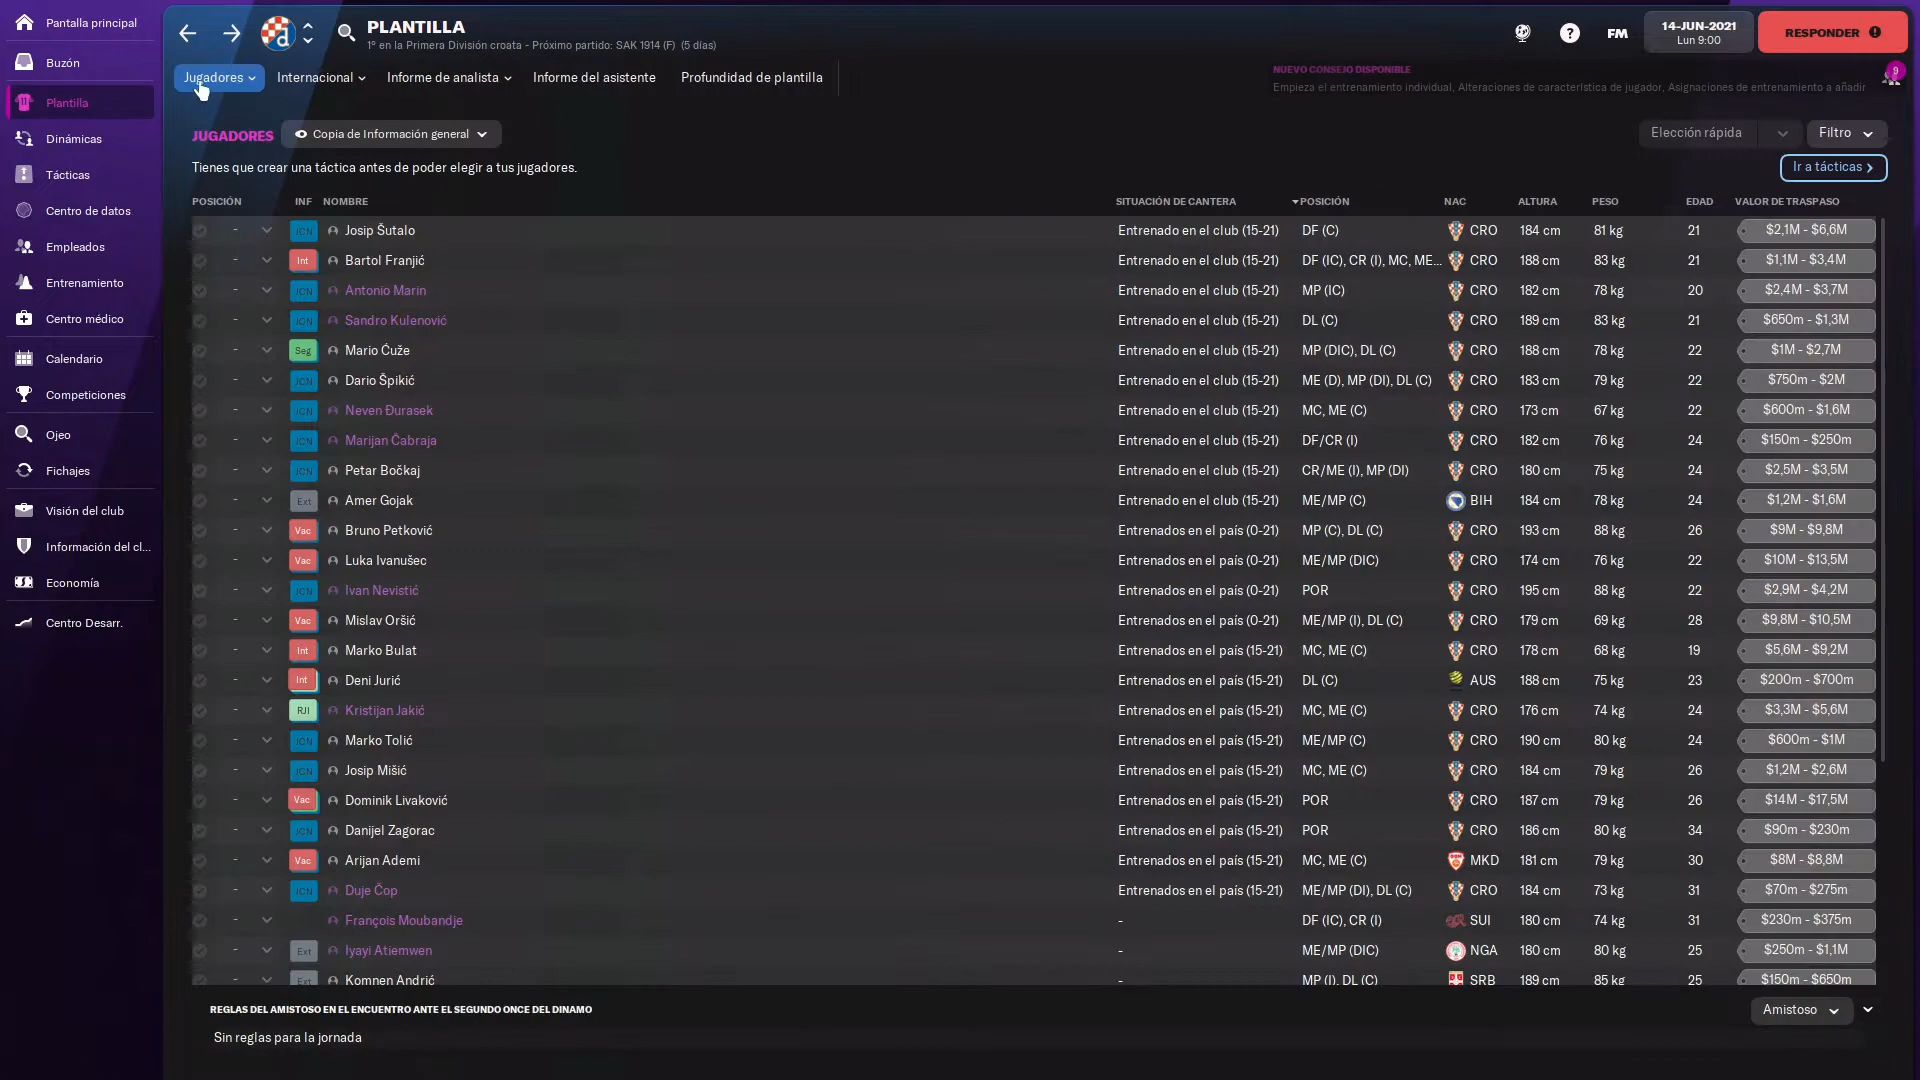 Pantalla principal
Buzón
Plantilla
Dinámicas
Tácticas
Centro de datos
Empleados
Entrenamiento
Centro médico
Calendario
Competiciones
Ojeo
Fichajes
Visión del club
Información del cl...
Economía
Centro Desarr.
PLANTILLA
1º en la Primera División croata - Próximo partido: SAK 1914 (F) (5 días)
FM
14-JUN-2021
Lun 9:00
RESPONDER
Jugadores Internacional Informe de analista Informe del asistente Profundidad de plantilla
NUEVO CONSEJO DISPONIBLE
Empieza el entrenamiento individual, Alteraciones de característica de jugador, Asignaciones de entrenamiento a añadir
9
JUGADORES Copia de Información general Elección rápida Filtro
Tienes que crear una táctica antes de poder elegir a tus jugadores. Ir a tácticas
POSICIÓN INF NOMBRE SITUACIÓN DE CANTERA POSICIÓN NAC ALTURA PESO EDAD VALOR DE TRASPASO
- JCN Josip Šutalo Entrenado en el club (15-21) DF (C) CRO 184 cm 81 kg 21 $2,1M - $6,6M
- Int Bartol Franjić Entrenado en el club (15-21) DF (IC), CR (I), MC, ME... CRO 188 cm 83 kg 21 $1,1M - $3,4M
- JCN Antonio Marin Entrenado en el club (15-21) MP (IC) CRO 182 cm 78 kg 20 $2,4M - $3,7M
- JCN Sandro Kulenović Entrenado en el club (15-21) DL (C) CRO 189 cm 83 kg 21 $650m - $1,3M
- Seg Mario Ćuže Entrenado en el club (15-21) MP (DIC), DL (C) CRO 188 cm 78 kg 22 $1M - $2,7M
- JCN Dario Špikić Entrenado en el club (15-21) ME (D), MP (DI), DL (C) CRO 183 cm 79 kg 22 $750m - $2M
- JCN Neven Đurasek Entrenado en el club (15-21) MC, ME (C) CRO 173 cm 67 kg 22 $600m - $1,6M
- JCN Marijan Čabraja Entrenado en el club (15-21) DF/CR (I) CRO 182 cm 76 kg 24 $150m - $250m
- JCN Petar Bočkaj Entrenado en el club (15-21) CR/ME (I), MP (DI) CRO 180 cm 75 kg 24 $2,5M - $3,5M
- Ext Amer Gojak Entrenado en el club (15-21) ME/MP (C) BIH 184 cm 78 kg 24 $1,2M - $1,6M
- Vac Bruno Petković Entrenados en el país (0-21) MP (C), DL (C) CRO 193 cm 88 kg 26 $9M - $9,8M
- Vac Luka Ivanušec Entrenados en el país (0-21) ME/MP (DIC) CRO 174 cm 76 kg 22 $10M - $13,5M
- JCN Ivan Nevistić Entrenados en el país (0-21) POR CRO 195 cm 88 kg 22 $2,9M - $4,2M
- Vac Mislav Oršić Entrenados en el país (0-21) ME/MP (I), DL (C) CRO 179 cm 69 kg 28 $9,8M - $10,5M
- Int Marko Bulat Entrenados en el país (15-21) MC, ME (C) CRO 178 cm 68 kg 19 $5,6M - $9,2M
- Int Deni Jurić Entrenados en el país (15-21) DL (C) AUS 188 cm 75 kg 23 $200m - $700m
- RJI Kristijan Jakić Entrenados en el país (15-21) MC, ME (C) CRO 176 cm 74 kg 24 $3,3M - $5,6M
- JCN Marko Tolić Entrenados en el país (15-21) ME/MP (C) CRO 190 cm 80 kg 24 $600m - $1M
- JCN Josip Mišić Entrenados en el país (15-21) MC, ME (C) CRO 184 cm 79 kg 26 $1,2M - $2,6M
- Vac Dominik Livaković Entrenados en el país (15-21) POR CRO 187 cm 79 kg 26 $14M - $17,5M
- JCN Danijel Zagorac Entrenados en el país (15-21) POR CRO 186 cm 80 kg 34 $90m - $230m
- Vac Arijan Ademi Entrenados en el país (15-21) MC, ME (C) MKD 181 cm 79 kg 30 $8M - $8,8M
- JCN Duje Čop Entrenados en el país (15-21) ME/MP (DI), DL (C) CRO 184 cm 73 kg 31 $70m - $275m
- François Moubandje - DF (IC), CR (I) SUI 180 cm 74 kg 31 $230m - $375m
- Ext Iyayi Atiemwen - ME/MP (DIC) NGA 180 cm 80 kg 25 $250m - $1,1M
- Ext Komnen Andrić - MP (I), DL (C) SRB 189 cm 85 kg 25 $150m - $650m
REGLAS DEL AMISTOSO EN EL ENCUENTRO ANTE EL SEGUNDO ONCE DEL DINAMO Amistoso
Sin reglas para la jornada